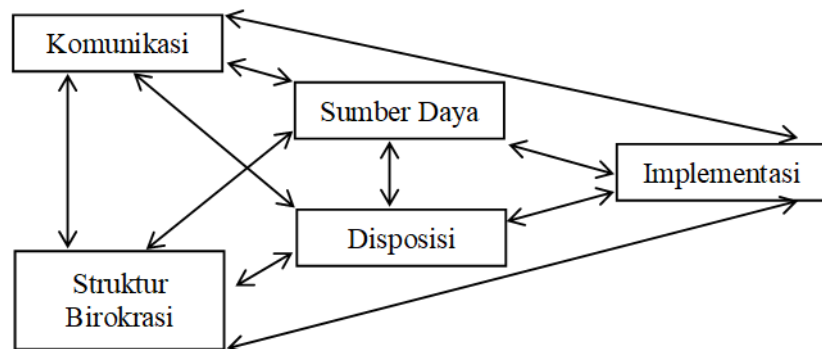 Komunikasi
Sumber Daya
Implementasi
Disposisi
Struktur
Birokrasi